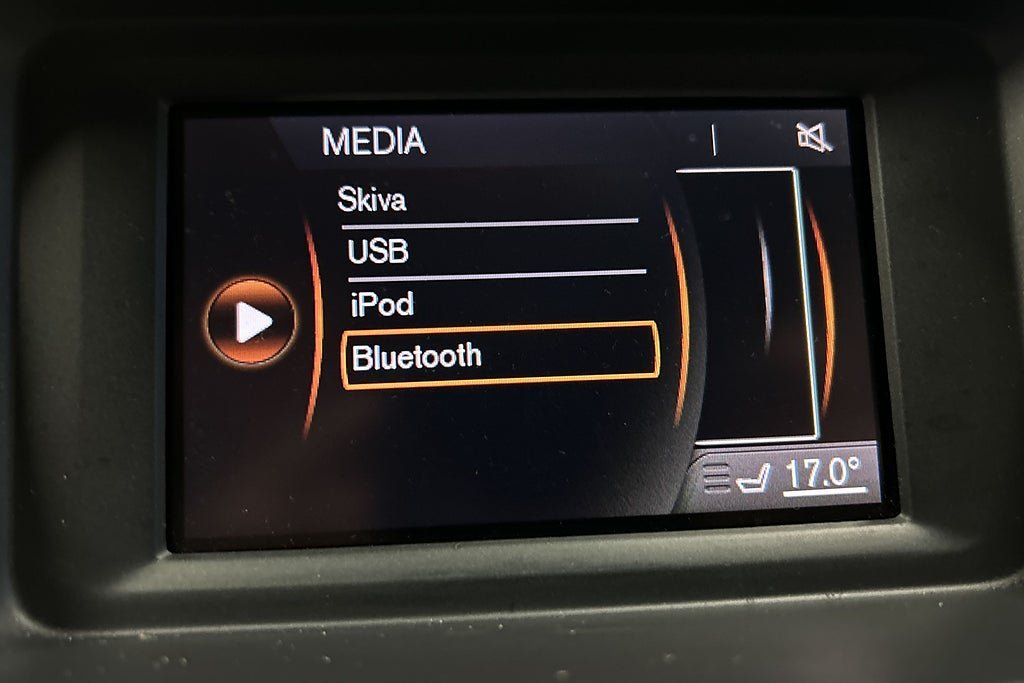 MEDIA
Skiva
USB
iPod
Bluetooth
17.0°